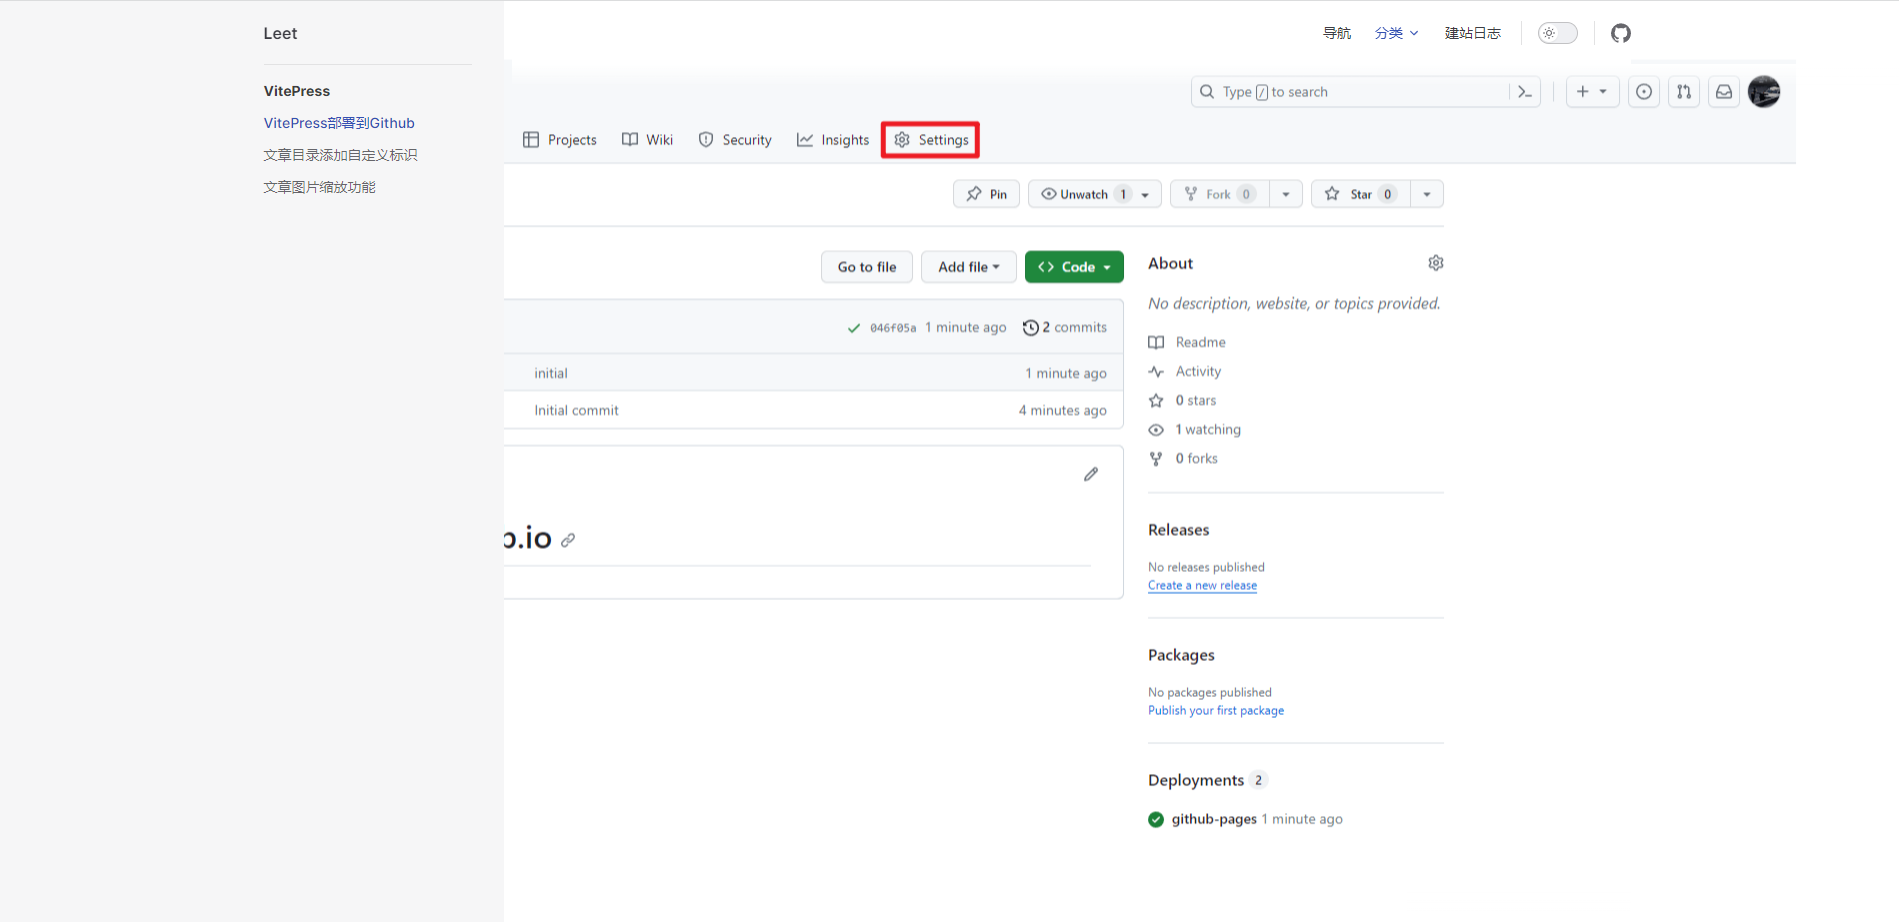 Leet
导航 分类 建站日志
VitePress
VitePress部署到Github
文章目录添加自定义标识
文章图片缩放功能
Type / to search
Projects Wiki Security Insights Settings
Pin Unwatch 1 Fork 0 Star 0
Go to file Add file Code
046f05a 1 minute ago 2 commits
initial 1 minute ago
Initial commit 4 minutes ago
.io
About
No description, website, or topics provided.
Readme
Activity
0 stars
1 watching
0 forks
Releases
No releases published
Create a new release
Packages
No packages published
Publish your first package
Deployments 2
github-pages 1 minute ago